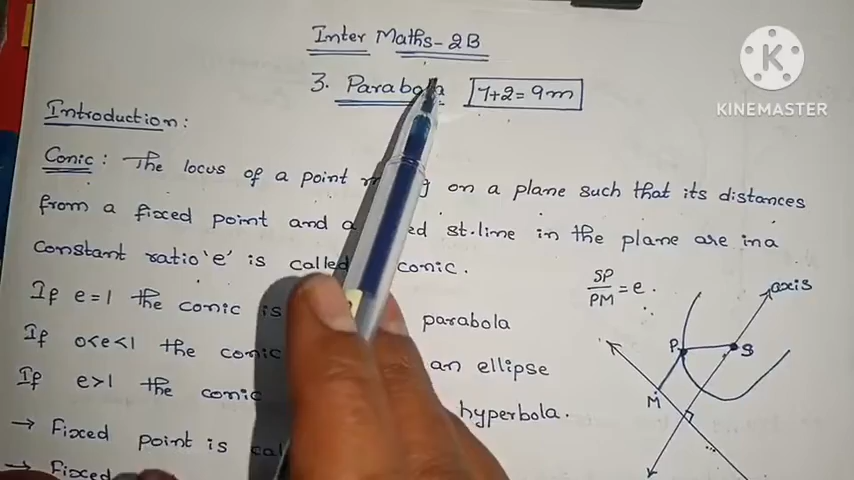 Inter Maths-2B
3. Parabola 7+2=9m
Introduction:
Conic: The locus of a point on a plane such that its distances
from a fixed point and a st.line in the plane are in a
constant ratio 'e' is called conic.
If e=1 the conic is parabola
If 0<e<1 the conic an ellipse
If e>1 the conic hyperbola.
→ Fixed point is
→ Fixed
SP/PM = e.
axis
P
S
M
KINEMASTER